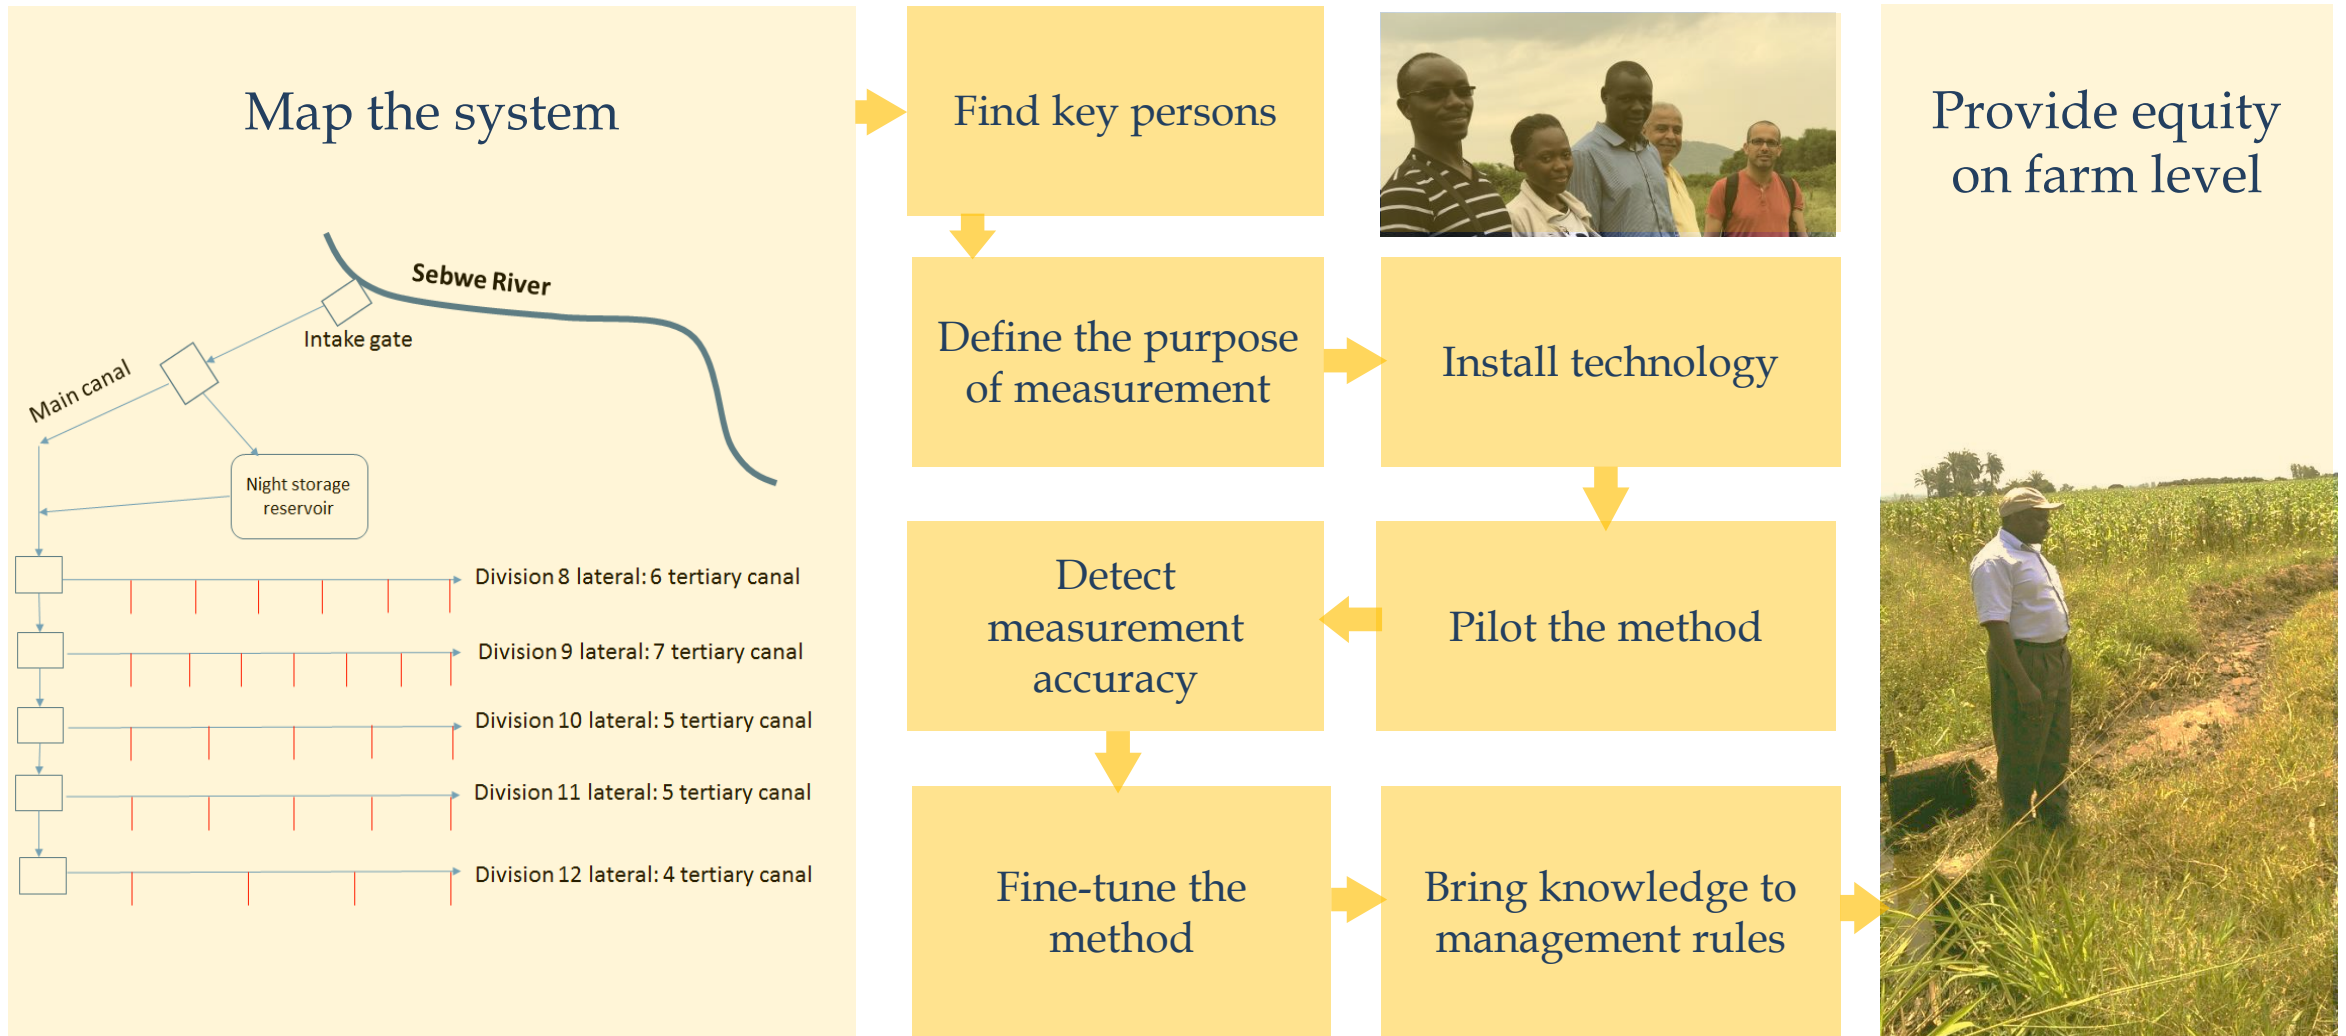 Map the system
Sebwe River
Intake gate
Main canal
Night storage
reservoir
Division 8 lateral: 6 tertiary canal
Division 9 lateral: 7 tertiary canal
Division 10 lateral: 5 tertiary canal
Division 11 lateral: 5 tertiary canal
Division 12 lateral: 4 tertiary canal
Find key persons
Define the purpose
of measurement
Install technology
Pilot the method
Detect
measurement
accuracy
Fine-tune the
method
Bring knowledge to
management rules
Provide equity
on farm level